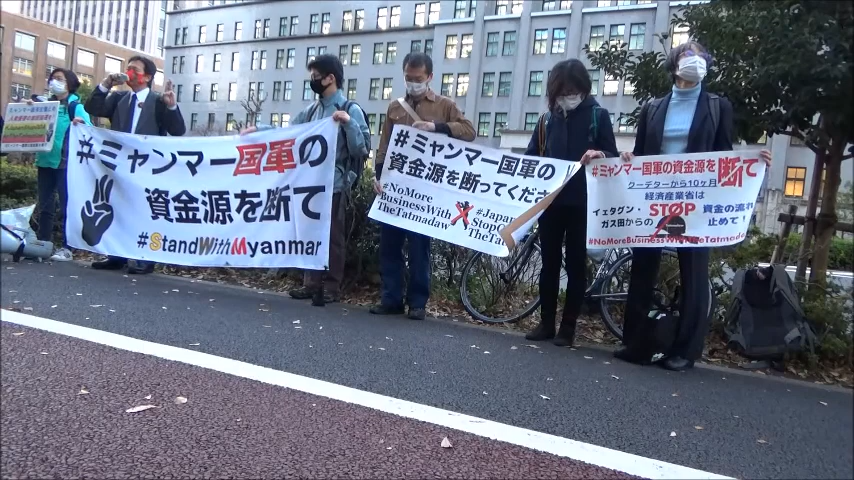 #ミャンマー国軍の
資金源を断て
#StandWithMyanmar
#ミャンマー国軍の
資金源を断ってくださ
#NoMore
BusinessWith
TheTatmadaw
#Japan
Stop
TheT
#ミャンマー国軍の資金源を断て
クーデターから10ヶ月
経済産業省は
イェタグン・
ガス田からの
STOP
資金の流れ
止めて！
#NoMoreBusinessWithTheTatmadaw